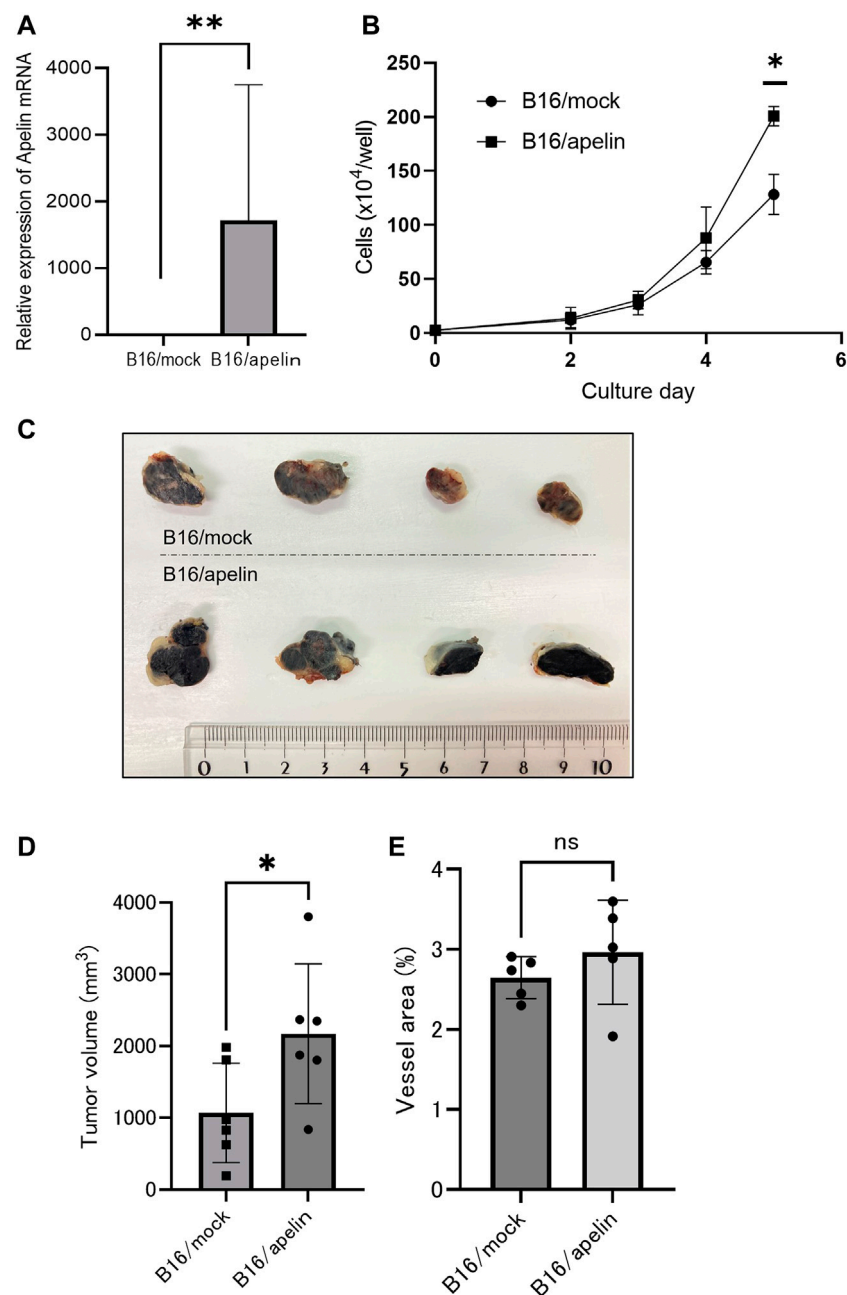 A
**
Relative expression of Apelin mRNA
4000
3000
2000
1000
0
B16/mock B16/apelin
B
*
B16/mock
B16/apelin
Cells (x10⁴/well)
250
200
150
100
50
0
0 2 4 6
Culture day
C
B16/mock
B16/apelin
0 1 2 3 4 5 6 7 8 9 10
D
*
Tumor volume (mm³)
4000
3000
2000
1000
0
B16/mock B16/apelin
E
ns
Vessel area (%)
4
3
2
1
0
B16/mock B16/apelin